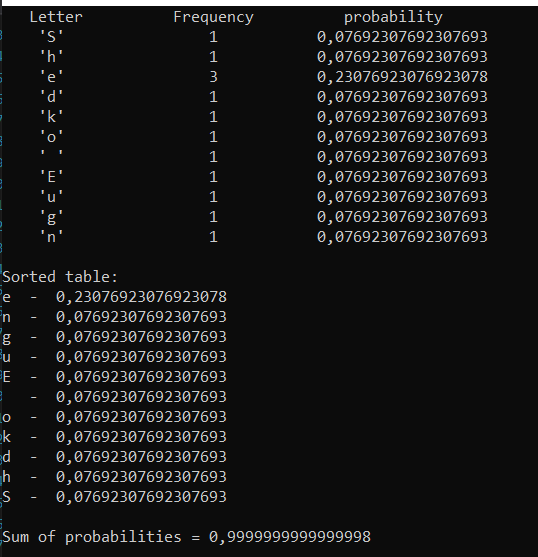 Letter Frequency probability
'S' 1 0,07692307692307693
'h' 1 0,07692307692307693
'e' 3 0,23076923076923078
'd' 1 0,07692307692307693
'k' 1 0,07692307692307693
'o' 1 0,07692307692307693
' ' 1 0,07692307692307693
'E' 1 0,07692307692307693
'u' 1 0,07692307692307693
'g' 1 0,07692307692307693
'n' 1 0,07692307692307693
Sorted table:
e - 0,23076923076923078
n - 0,07692307692307693
g - 0,07692307692307693
u - 0,07692307692307693
E - 0,07692307692307693
- 0,07692307692307693
o - 0,07692307692307693
k - 0,07692307692307693
d - 0,07692307692307693
h - 0,07692307692307693
S - 0,07692307692307693
Sum of probabilities = 0,9999999999999998